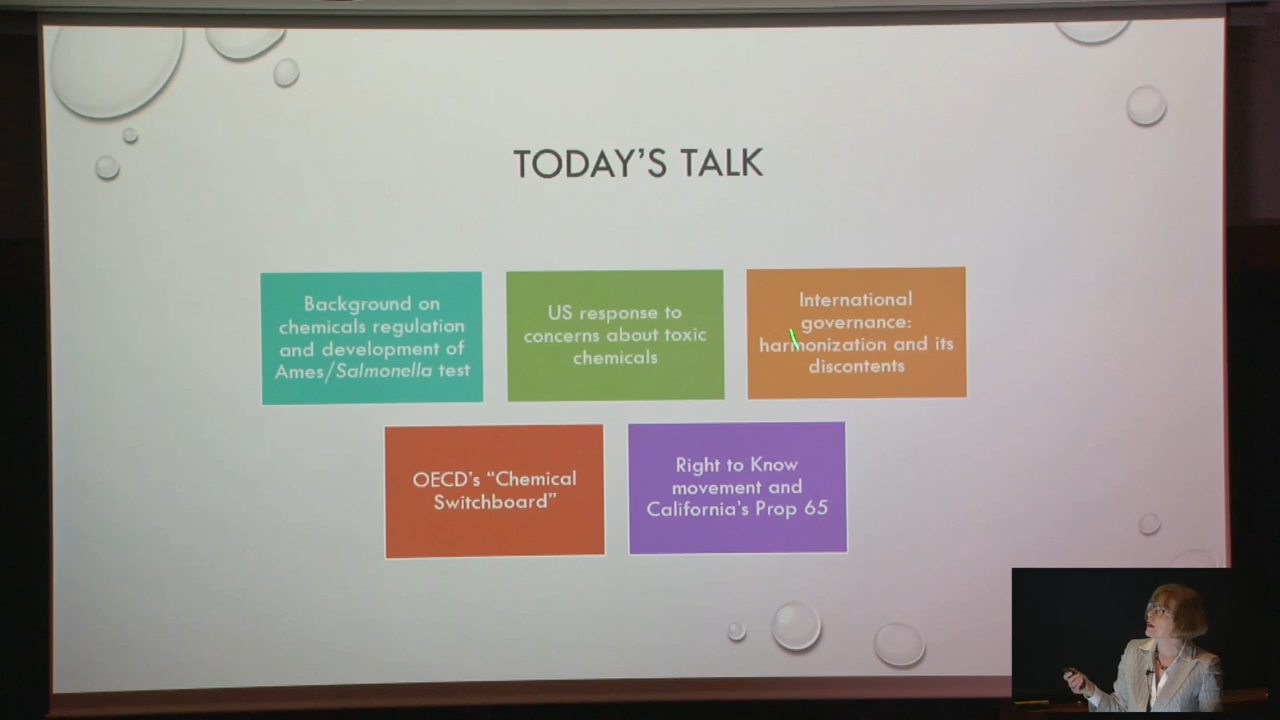 TODAY'S TALK
Background on
chemicals regulation
and development of
Ames/Salmonella test
US response to
concerns about toxic
chemicals
International
governance:
harmonization and its
discontents
OECD's "Chemical
Switchboard"
Right to Know
movement and
California's Prop 65